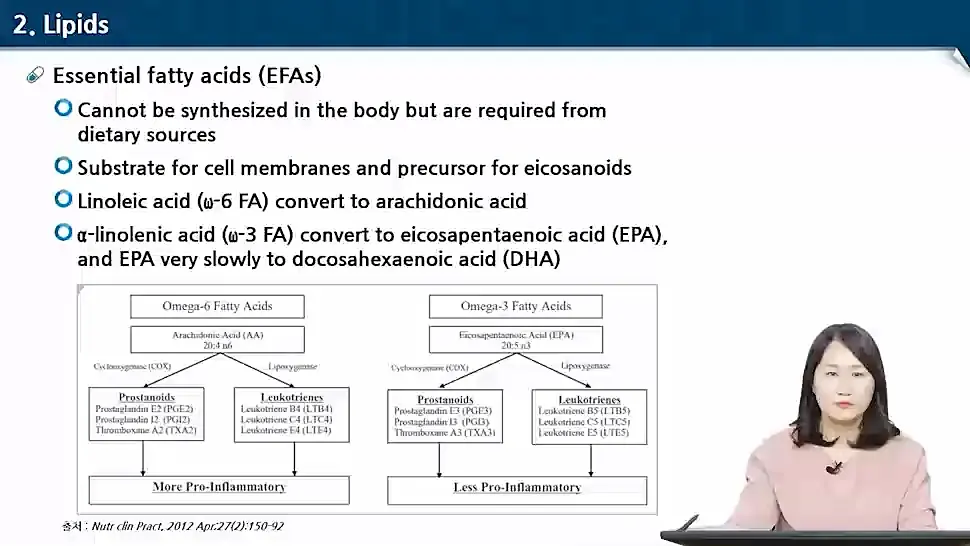 2. Lipids
Essential fatty acids (EFAs)
Cannot be synthesized in the body but are required from
dietary sources
Substrate for cell membranes and precursor for eicosanoids
Linoleic acid (ω-6 FA) convert to arachidonic acid
α-linolenic acid (ω-3 FA) convert to eicosapentaenoic acid (EPA),
and EPA very slowly to docosahexaenoic acid (DHA)
Omega-6 Fatty Acids
Arachidonic Acid (AA)
20:4 n6
Cyclooxygenase (COX)
Lipoxygenase
Prostanoids
Prostaglandin E2 (PGE2)
Prostaglandin I2 (PGI2)
Thromboxane A2 (TXA2)
Leukotrienes
Leukotriene B4 (LTB4)
Leukotriene C4 (LTC4)
Leukotriene E4 (LTE4)
More Pro-Inflammatory
Omega-3 Fatty Acids
Eicosapentaenoic Acid (EPA)
20:5 n3
Cyclooxygenase (COX)
Lipoxygenase
Prostanoids
Prostaglandin E3 (PGE3)
Prostaglandin I3 (PGI3)
Thromboxane A3 (TXA3)
Leukotrienes
Leukotriene B5 (LTB5)
Leukotriene C5 (LTC5)
Leukotriene E5 (LTE5)
Less Pro-Inflammatory
출처 : Nutr clin Pract, 2012 Apr;27(2):150-92